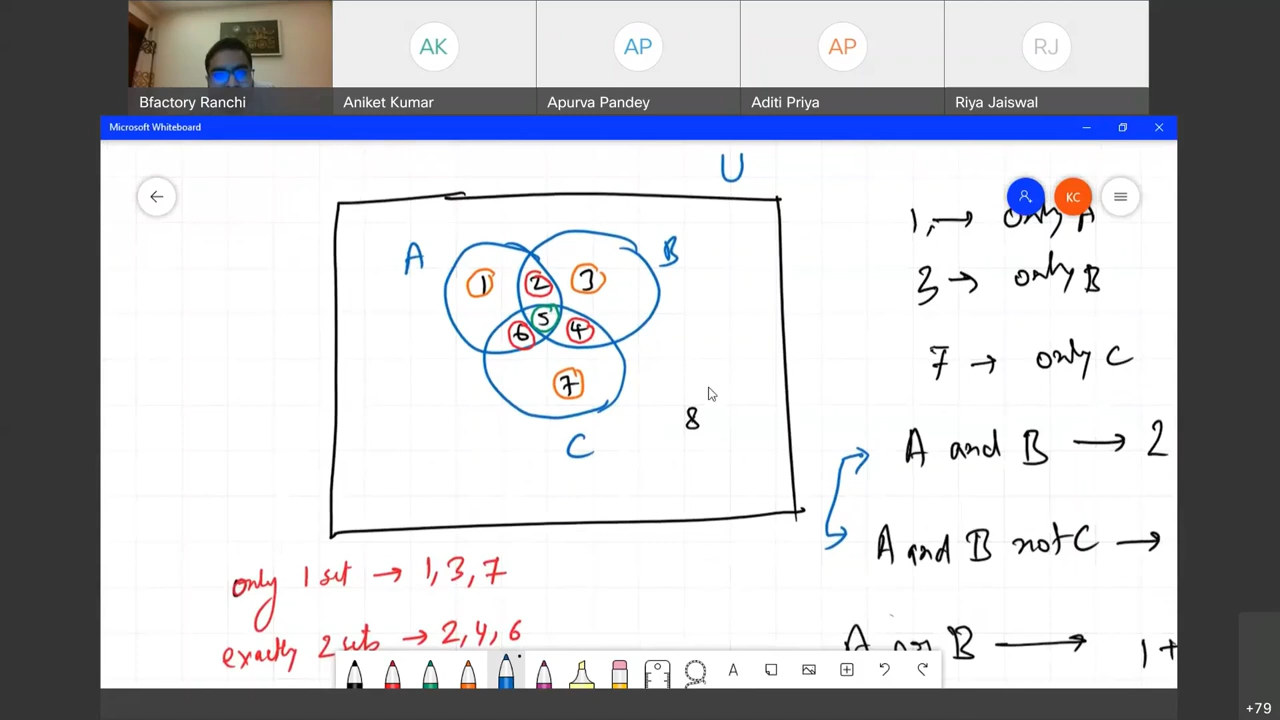 AK
AP
AP
RJ
Bfactory Ranchi
Aniket Kumar
Apurva Pandey
Aditi Priya
Riya Jaiswal
Microsoft Whiteboard
U
KC
1, → only A
A
B
1
2
3
3 → only B
5
6
4
7
7 → only C
8
C
A and B → 2
A and B not C →
only 1 set → 1, 3, 7
exactly 2 sets → 2, 4, 6
A or B → 1 +
A
+79